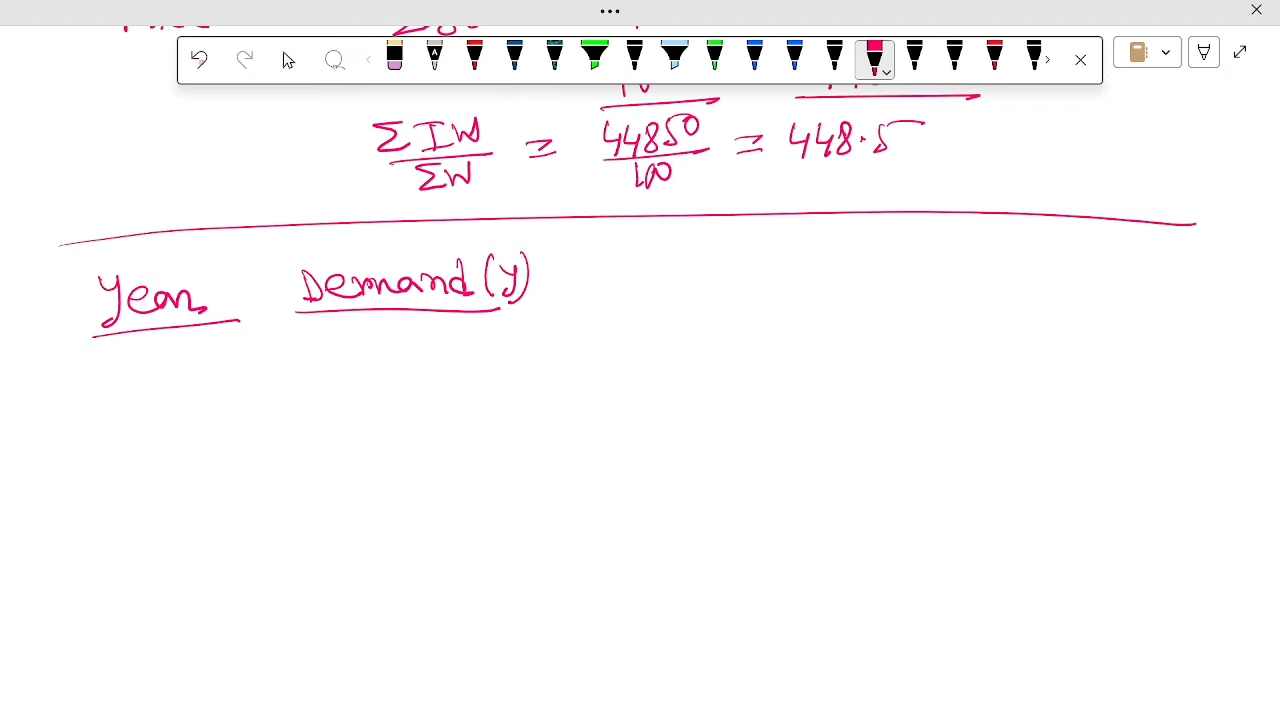 ΣIW = 44850 = 448.5
ΣW 100
Year Demand (y)